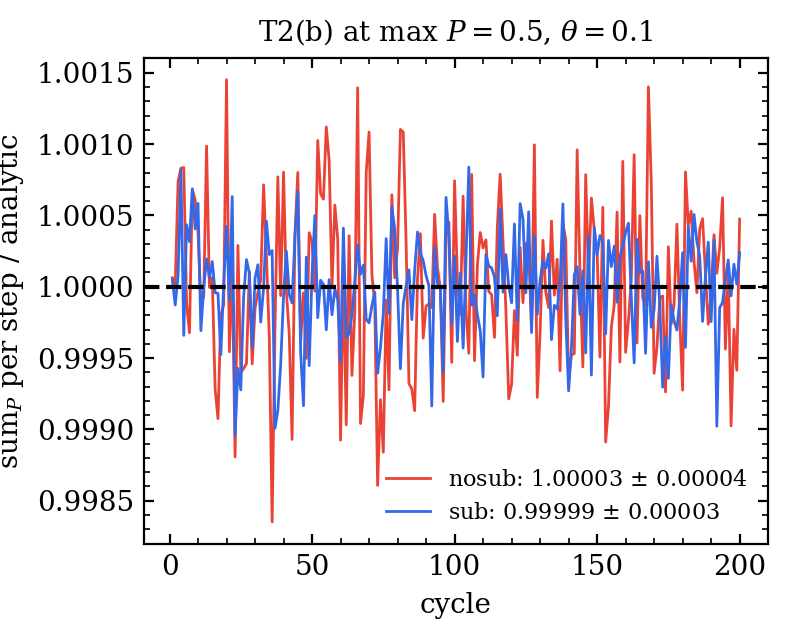 T2(b) at max P = 0.5, θ = 0.1
sum_P per step / analytic
1.0015
1.0010
1.0005
1.0000
0.9995
0.9990
0.9985
nosub: 1.00003 ± 0.00004
sub: 0.99999 ± 0.00003
0 50 100 150 200
cycle